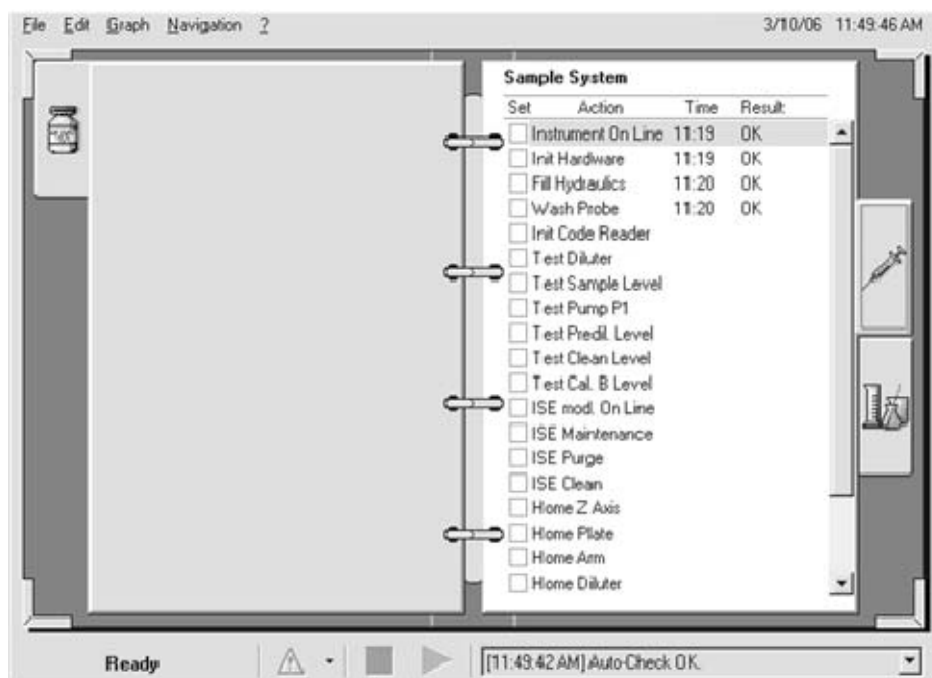 File Edit Graph Navigation ? 3/10/06 11:49:46 AM
Sample System
Set Action Time Result:
Instrument On Line 11:19 OK
Init Hardware 11:19 OK
Fill Hydraulics 11:20 OK
Wash Probe 11:20 OK
Init Code Reader
Test Diluter
Test Sample Level
Test Pump P1
Test Predil. Level
Test Clean Level
Test Cal. B Level
ISE modl. On Line
ISE Maintenance
ISE Purge
ISE Clean
Home Z Axis
Home Plate
Home Arm
Home Diluter
Ready [11:49:42 AM] Auto-Check OK.